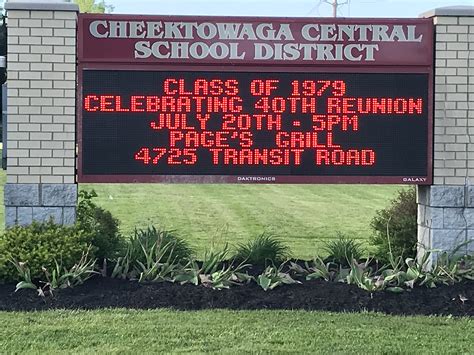 CHEEKTOWAGA CENTRAL
SCHOOL DISTRICT
CLASS OF 1979
CELEBRATING 40TH REUNION
JULY 20TH - 5PM
PAGE'S GRILL
4725 TRANSIT ROAD
DAKTRONICS
GALAXY